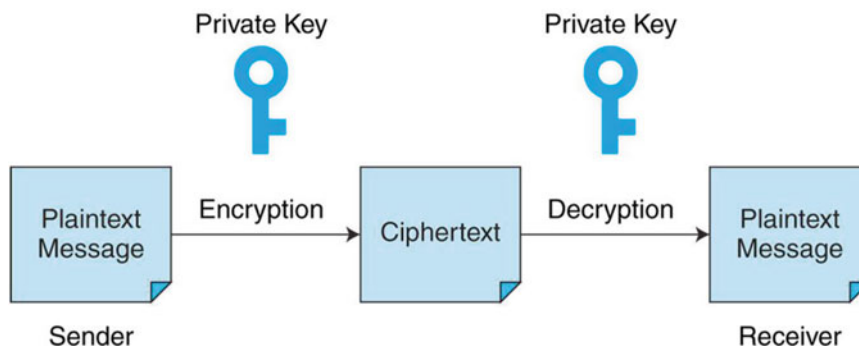 Private Key
Private Key
Plaintext
Message
Encryption
Ciphertext
Decryption
Plaintext
Message
Sender
Receiver